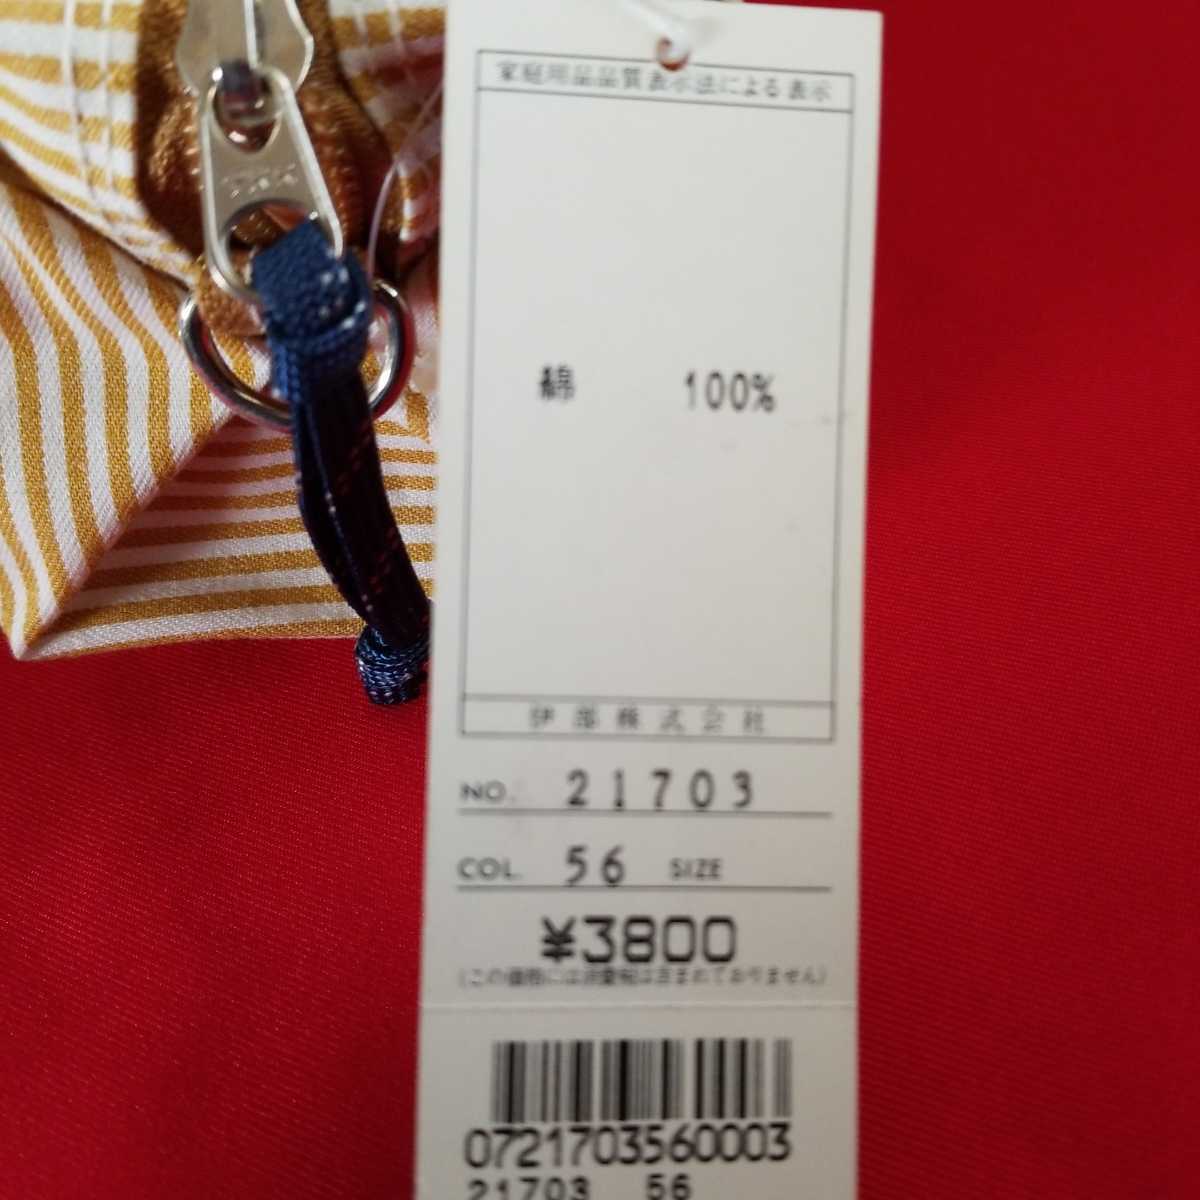 家庭用品品質表示法による表示
綿 100%
伊部株式会社
NO. 21703
COL. 56 SIZE
¥3800
(この価格には消費税は含まれておりません)
0721703560003
21703 56